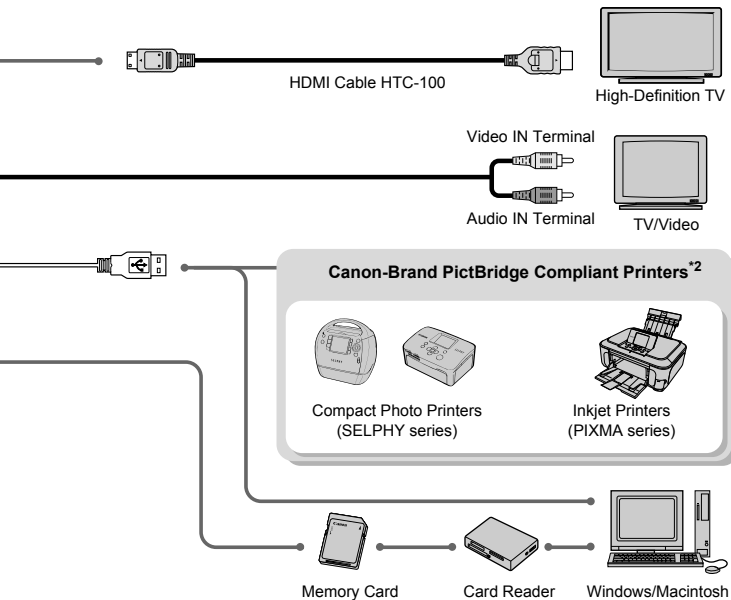 HDMI Cable HTC-100
High-Definition TV
Video IN Terminal
Audio IN Terminal
TV/Video
Canon-Brand PictBridge Compliant Printers*2
Compact Photo Printers
(SELPHY series)
Inkjet Printers
(PIXMA series)
Memory Card
Card Reader
Windows/Macintosh